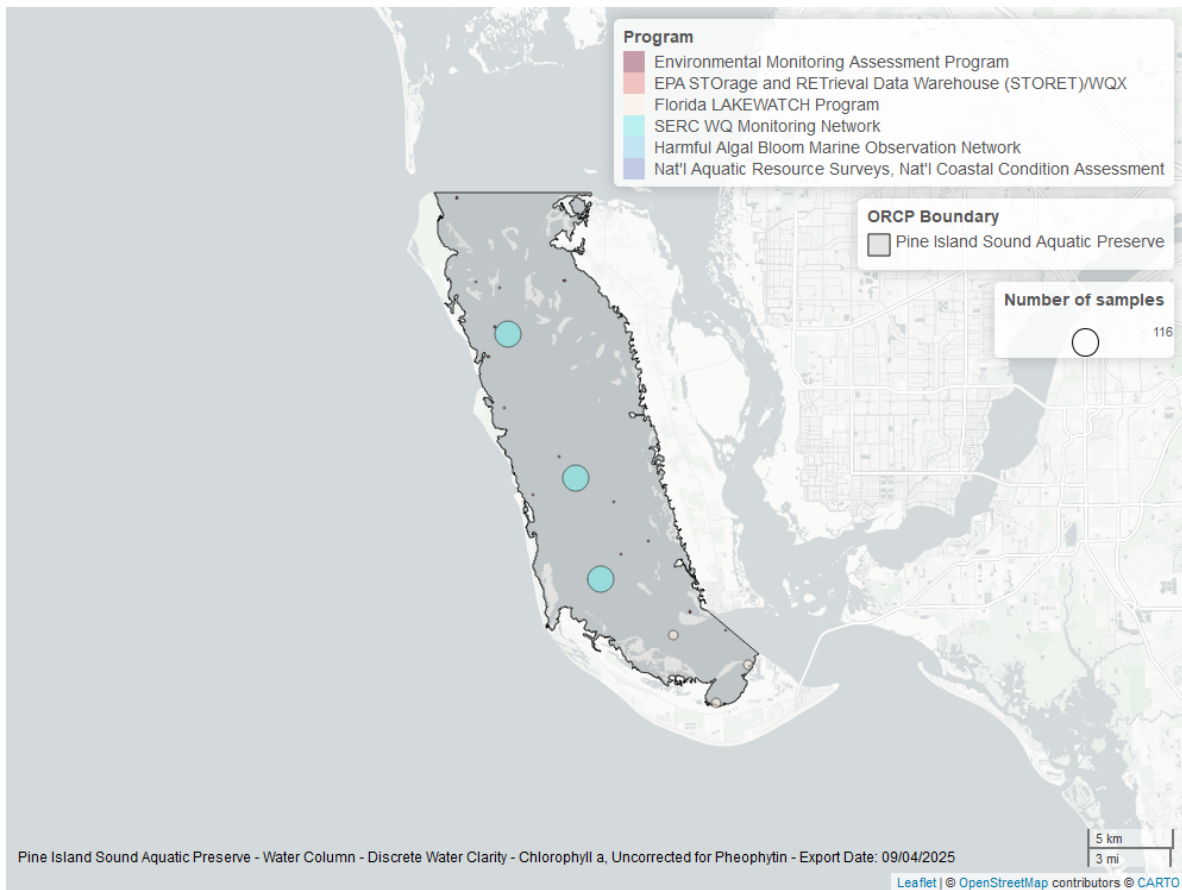 Program
Environmental Monitoring Assessment Program
EPA STOrage and RETrieval Data Warehouse (STORET)/WQX
Florida LAKEWATCH Program
SERC WQ Monitoring Network
Harmful Algal Bloom Marine Observation Network
Nat'l Aquatic Resource Surveys, Nat'l Coastal Condition Assessment
ORCP Boundary
Pine Island Sound Aquatic Preserve
Number of samples
116
5 km
3 mi
Pine Island Sound Aquatic Preserve - Water Column - Discrete Water Clarity - Chlorophyll a, Uncorrected for Pheophytin - Export Date: 09/04/2025
Leaflet | © OpenStreetMap contributors © CARTO